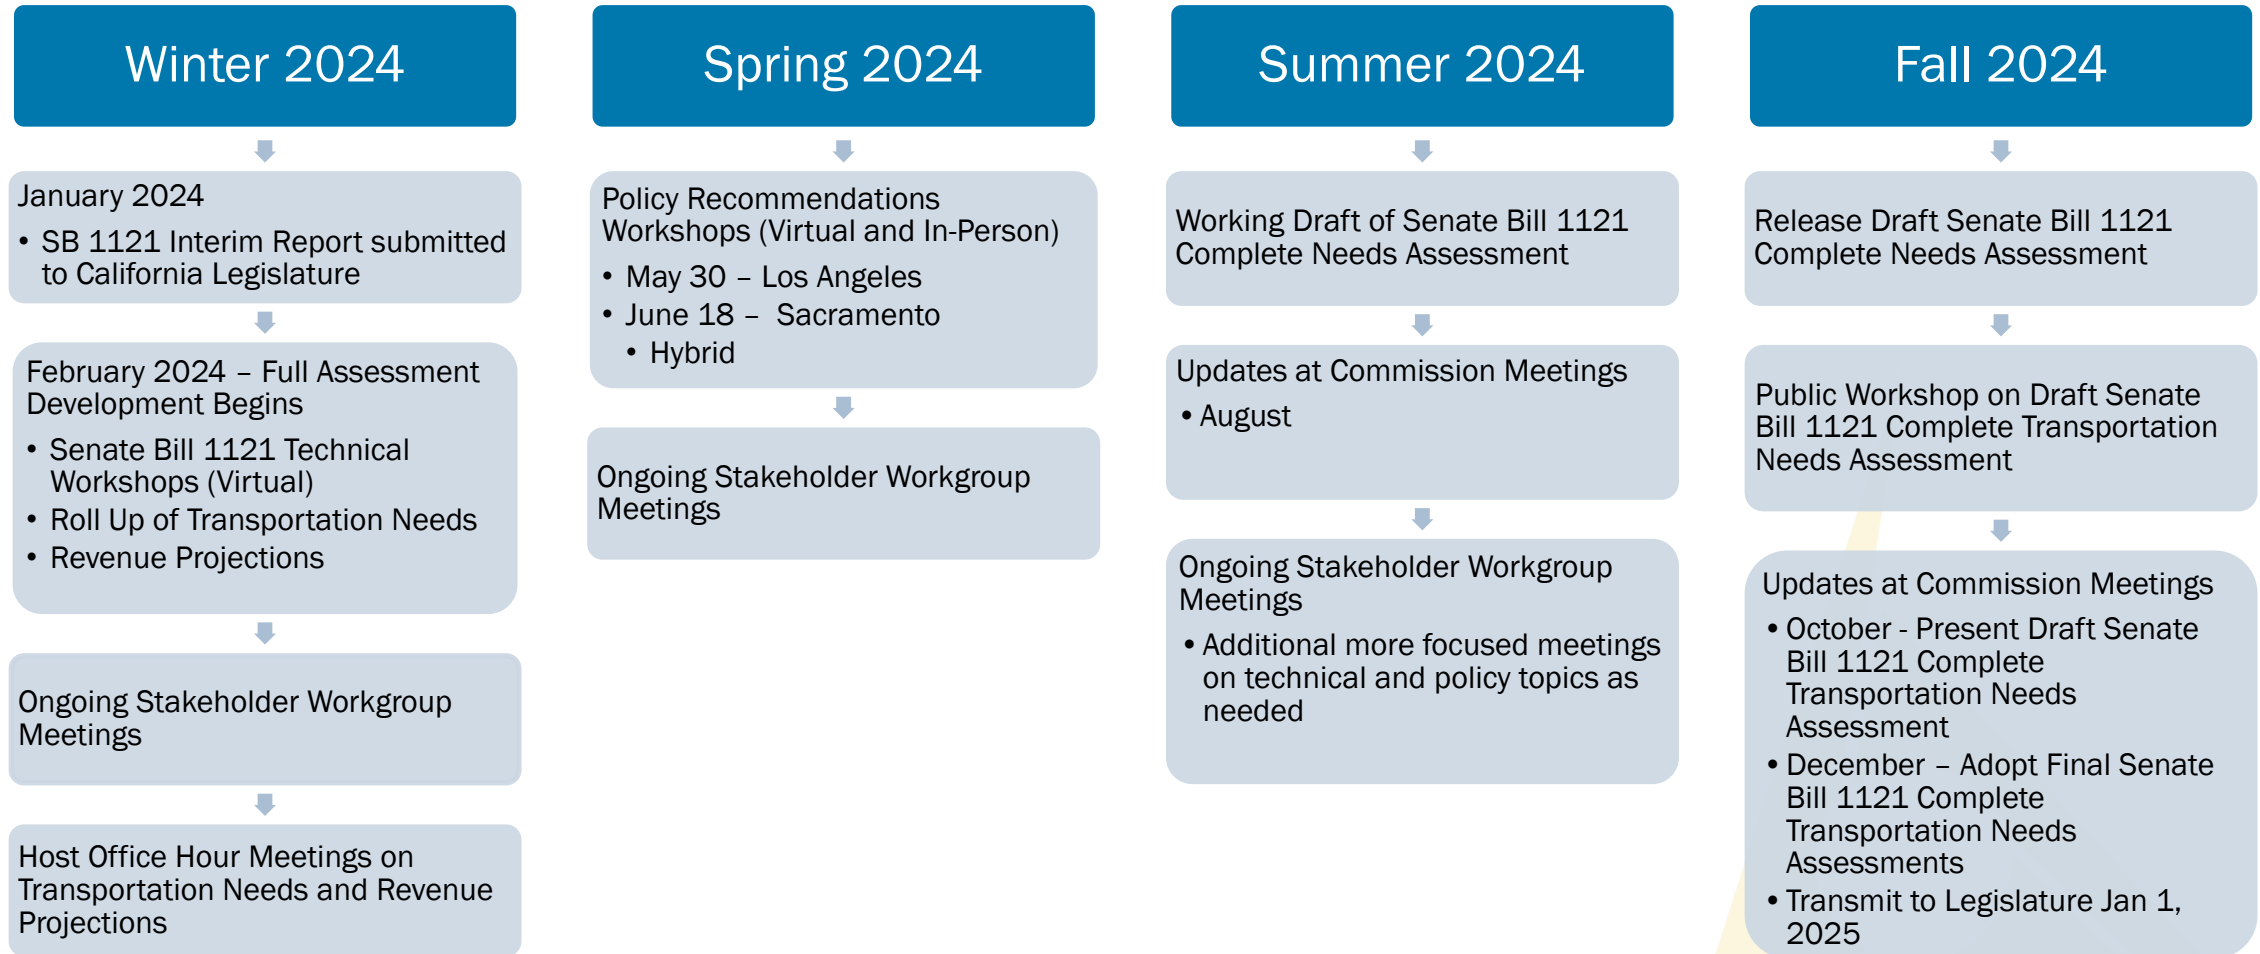 Winter 2024
January 2024
• SB 1121 Interim Report submitted
to California Legislature
February 2024 – Full Assessment
Development Begins
• Senate Bill 1121 Technical
Workshops (Virtual)
• Roll Up of Transportation Needs
• Revenue Projections
Ongoing Stakeholder Workgroup
Meetings
Host Office Hour Meetings on
Transportation Needs and Revenue
Projections
Spring 2024
Policy Recommendations
Workshops (Virtual and In-Person)
• May 30 – Los Angeles
• June 18 – Sacramento
• Hybrid
Ongoing Stakeholder Workgroup
Meetings
Summer 2024
Working Draft of Senate Bill 1121
Complete Needs Assessment
Updates at Commission Meetings
• August
Ongoing Stakeholder Workgroup
Meetings
• Additional more focused meetings
on technical and policy topics as
needed
Fall 2024
Release Draft Senate Bill 1121
Complete Needs Assessment
Public Workshop on Draft Senate
Bill 1121 Complete Transportation
Needs Assessment
Updates at Commission Meetings
• October - Present Draft Senate
Bill 1121 Complete
Transportation Needs
Assessment
• December – Adopt Final Senate
Bill 1121 Complete
Transportation Needs
Assessments
• Transmit to Legislature Jan 1,
2025